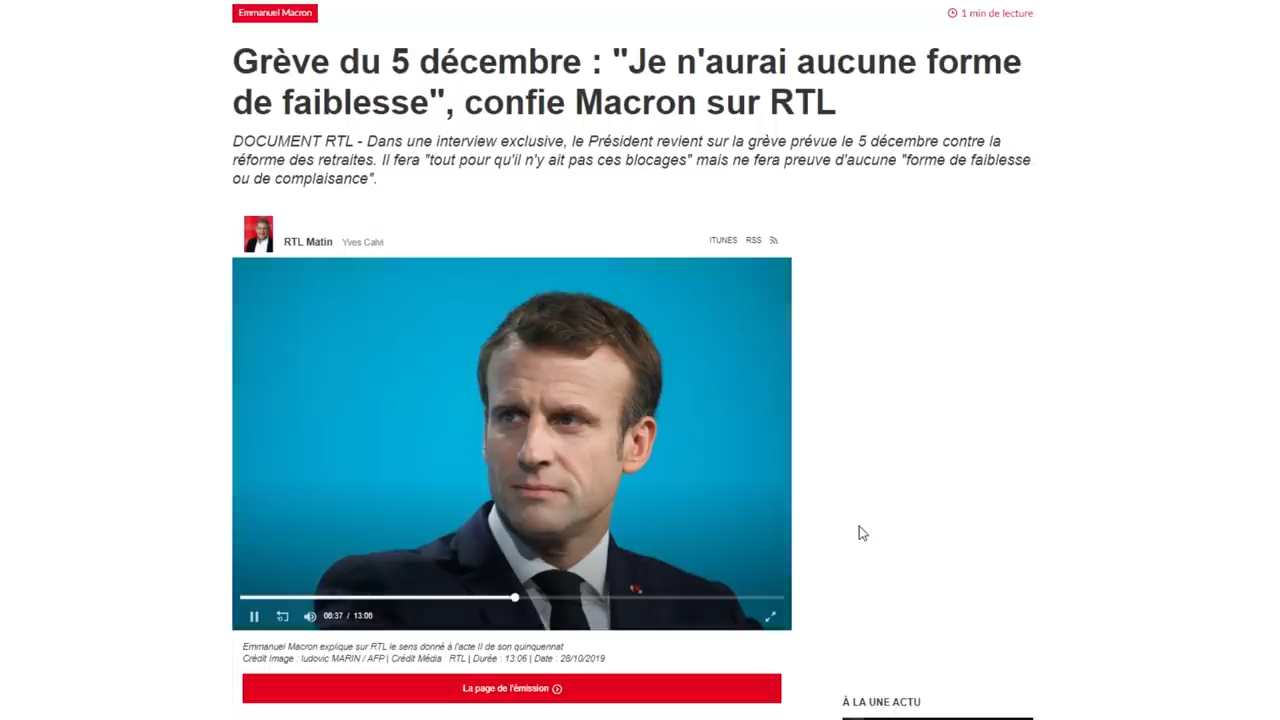 Emmanuel Macron
1 min de lecture
Grève du 5 décembre : "Je n'aurai aucune forme
de faiblesse", confie Macron sur RTL
DOCUMENT RTL - Dans une interview exclusive, le Président revient sur la grève prévue le 5 décembre contre la
réforme des retraites. Il fera "tout pour qu'il n'y ait pas ces blocages" mais ne fera preuve d'aucune "forme de faiblesse
ou de complaisance".
RTL Matin Yves Calvi
ITUNES RSS
06:37 / 13:06
Emmanuel Macron explique sur RTL le sens donné à l'acte II de son quinquennat
Crédit Image : ludovic MARIN / AFP | Crédit Média : RTL | Durée : 13:06 | Date : 28/10/2019
La page de l'émission
À LA UNE ACTU